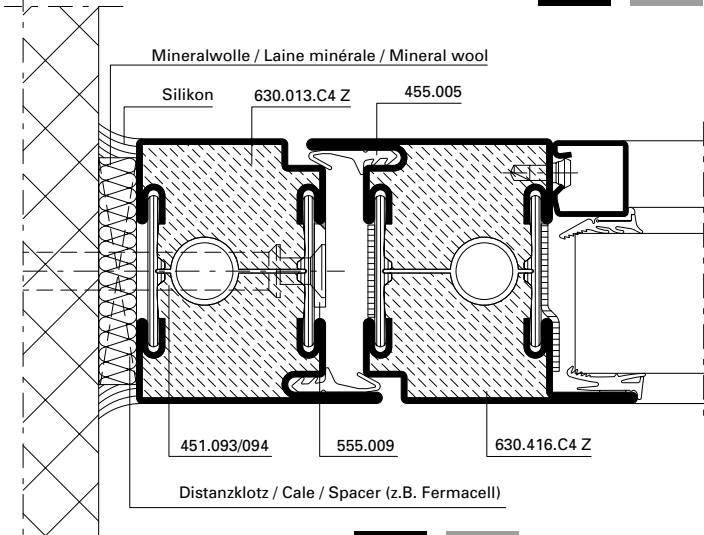 Mineralwolle / Laine minérale / Mineral wool
Silikon
630.013.C4 Z
455.005
451.093/094
555.009
630.416.C4 Z
Distanzklotz / Cale / Spacer (z.B. Fermacell)